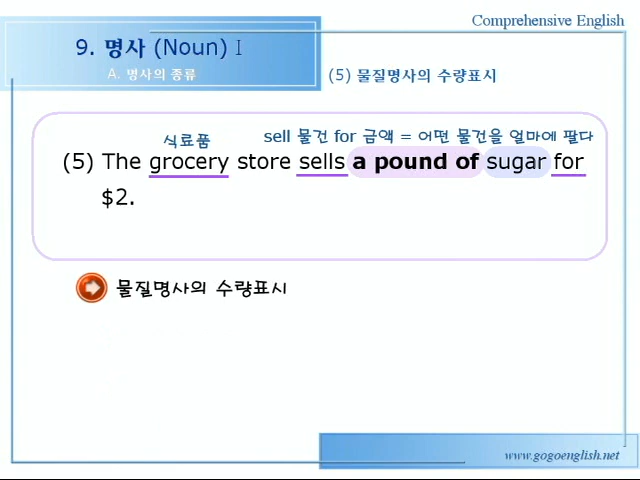 Comprehensive English
9. 명사 (Noun) I
A. 명사의 종류
(5) 물질명사의 수량표시
식료품
sell 물건 for 금액 = 어떤 물건을 얼마에 팔다
(5) The grocery store sells a pound of sugar for
$2.
물질명사의 수량표시
www.gogoenglish.net